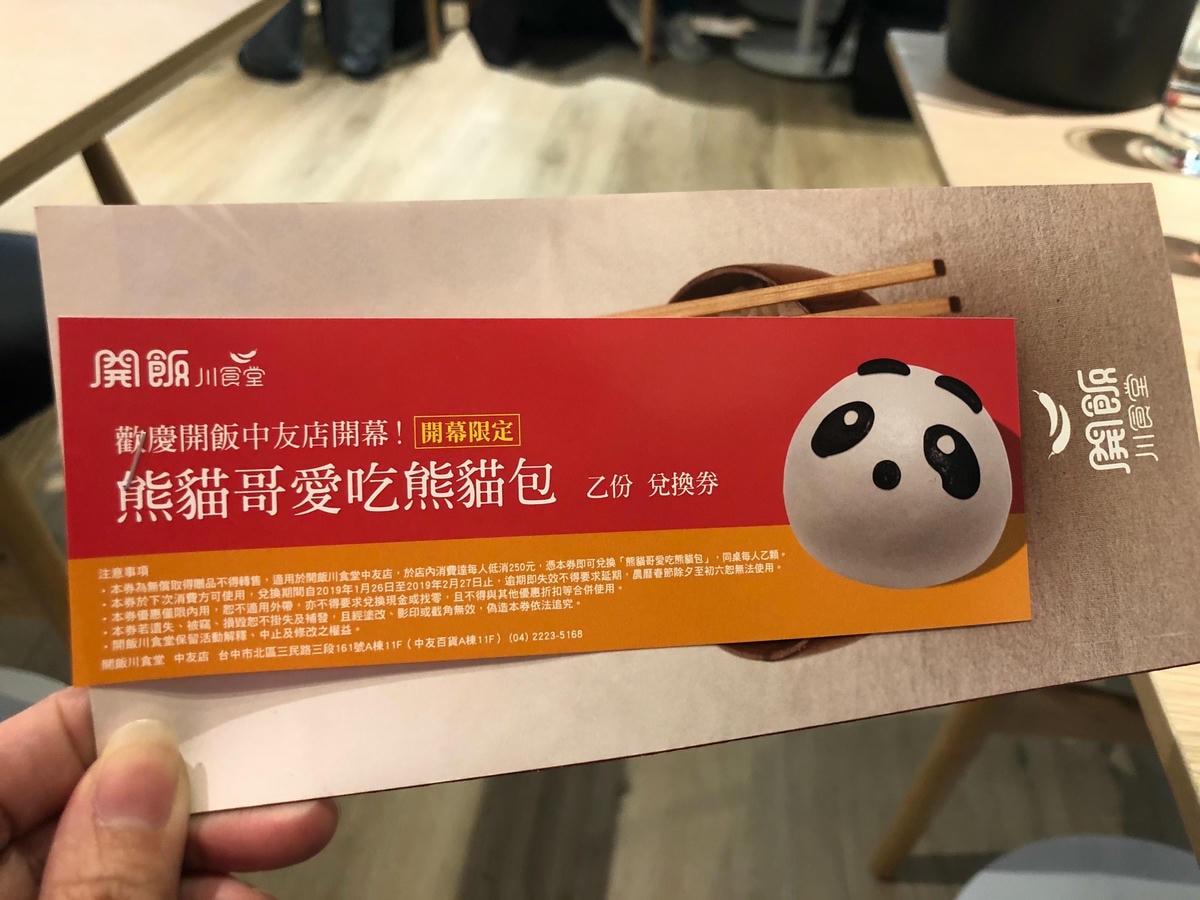 開飯川食堂
歡慶開飯中友店開幕！ 開幕限定
熊貓哥愛吃熊貓包 乙份 兌換券
注意事項
・本券為無償取得贈品不得轉售，適用於開飯川食堂中友店，於店內消費達每人低消250元，憑本券即可兌換「熊貓哥愛吃熊貓包」，同桌每人乙顆。
・本券於下次消費方可使用，兌換期間自2019年1月26日至2019年2月27日止，逾期即失效不得要求延期，農曆春節除夕至初六恕無法使用。
・本券優惠僅限內用，恕不適用外帶，亦不得要求兌換現金或找零，且不得與其他優惠折扣等合併使用。
・本券若遺失、被竊、損毀恕不掛失及補發，且經塗改、影印或截角無效，偽造本券依法追究。
・開飯川食堂保留活動解釋、中止及修改之權益。
開飯川食堂 中友店 台中市北區三民路三段161號A棟11F（中友百貨A棟11F）(04) 2223-5168
開飯
川食堂